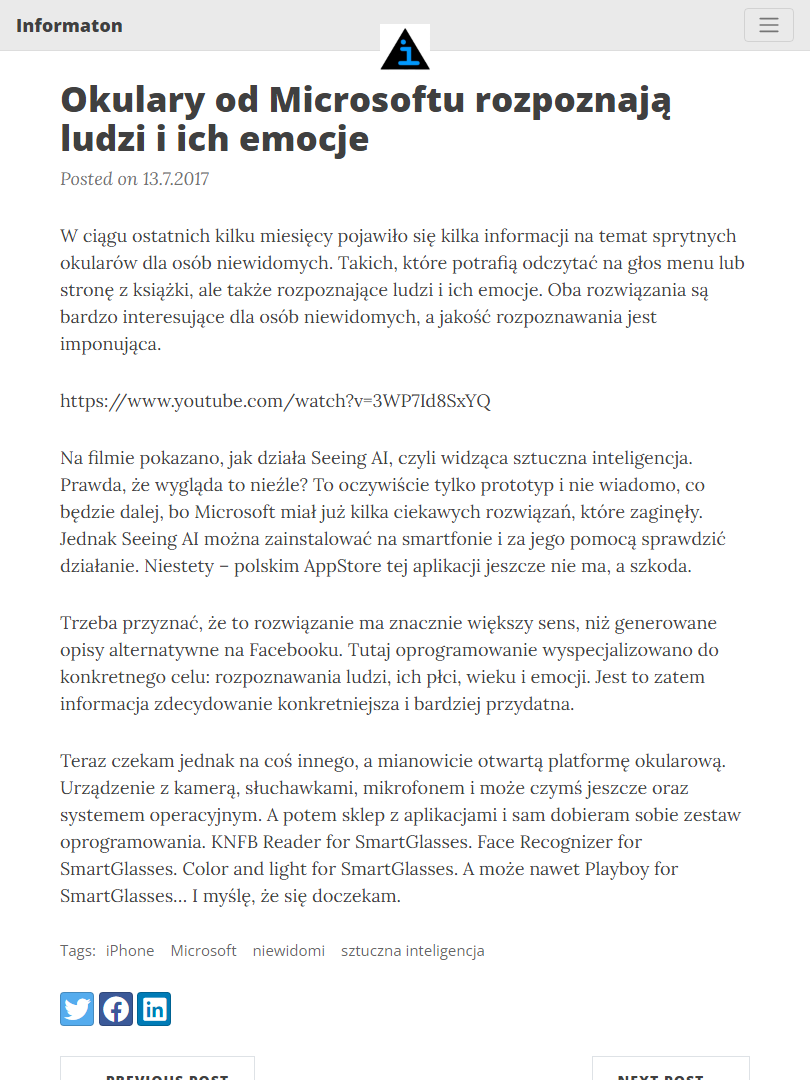 Informaton
i
Okulary od Microsoftu rozpoznają
ludzi i ich emocje
Posted on 13.7.2017
W ciągu ostatnich kilku miesięcy pojawiło się kilka informacji na temat sprytnych
okularów dla osób niewidomych. Takich, które potrafią odczytać na głos menu lub
stronę z książki, ale także rozpoznające ludzi i ich emocje. Oba rozwiązania są
bardzo interesujące dla osób niewidomych, a jakość rozpoznawania jest
imponująca.
https://www.youtube.com/watch?v=3WP7Id8SxYQ
Na filmie pokazano, jak działa Seeing AI, czyli widząca sztuczna inteligencja.
Prawda, że wygląda to nieźle? To oczywiście tylko prototyp i nie wiadomo, co
będzie dalej, bo Microsoft miał już kilka ciekawych rozwiązań, które zaginęły.
Jednak Seeing AI można zainstalować na smartfonie i za jego pomocą sprawdzić
działanie. Niestety – polskim AppStore tej aplikacji jeszcze nie ma, a szkoda.
Trzeba przyznać, że to rozwiązanie ma znacznie większy sens, niż generowane
opisy alternatywne na Facebooku. Tutaj oprogramowanie wyspecjalizowano do
konkretnego celu: rozpoznawania ludzi, ich płci, wieku i emocji. Jest to zatem
informacja zdecydowanie konkretniejsza i bardziej przydatna.
Teraz czekam jednak na coś innego, a mianowicie otwartą platformę okularową.
Urządzenie z kamerą, słuchawkami, mikrofonem i może czymś jeszcze oraz
systemem operacyjnym. A potem sklep z aplikacjami i sam dobieram sobie zestaw
oprogramowania. KNFB Reader for SmartGlasses. Face Recognizer for
SmartGlasses. Color and light for SmartGlasses. A może nawet Playboy for
SmartGlasses… I myślę, że się doczekam.
Tags: iPhone Microsoft niewidomi sztuczna inteligencja
PREVIOUS POST NEXT POST